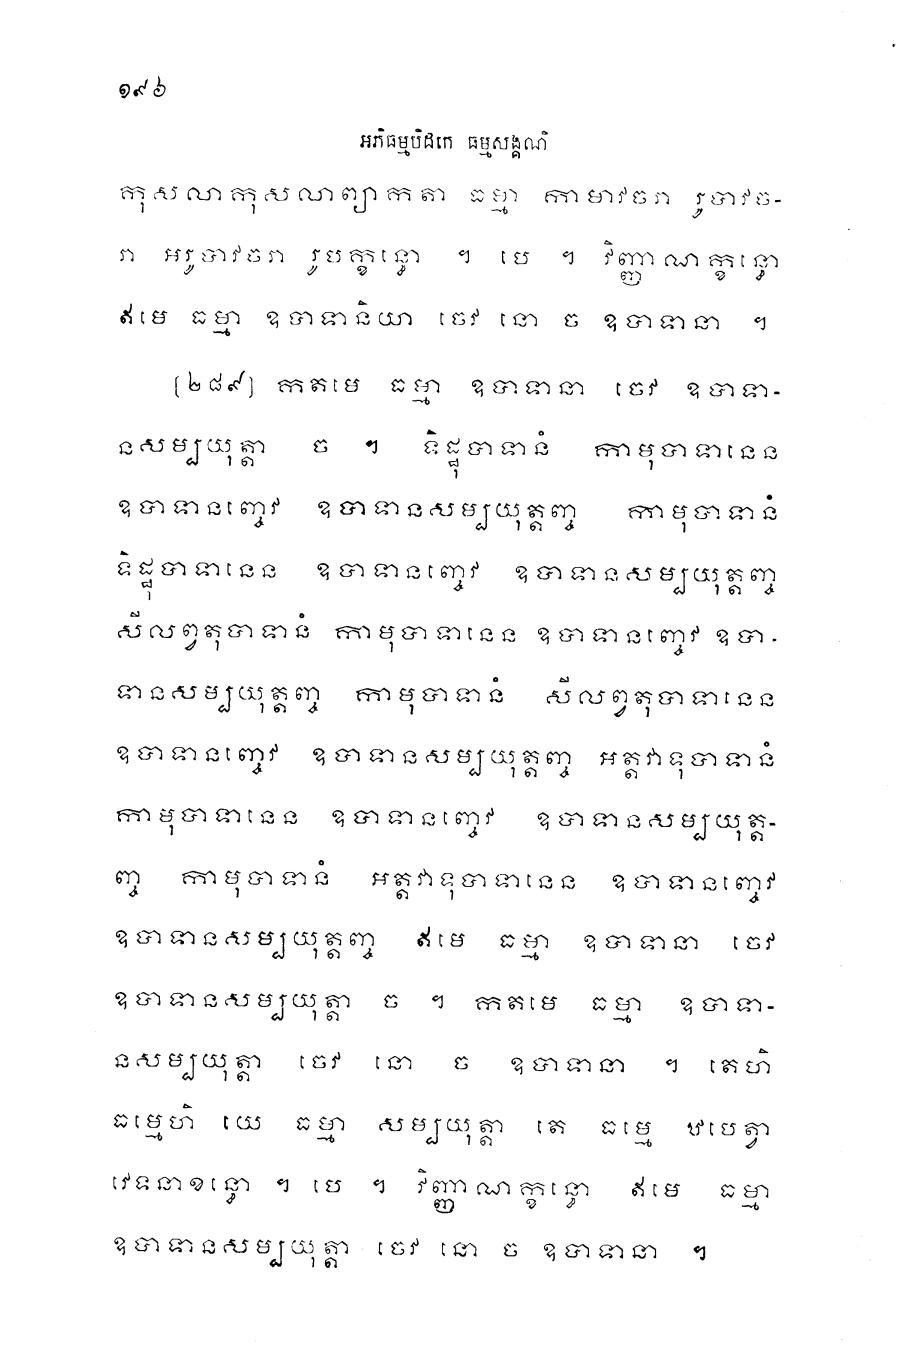 ១៩៦
អភិធម្មបិដកេ ធម្មសង្គណិ
កុសលាកុសលាព្យាកតា ធម្មា កាមាវចរា រូបាវច-
រា អរូបាវចរា រូបក្ខន្ធោ ។ បេ ។ វិញ្ញាណក្ខន្ធោ
ឥមេ ធម្មា ឧបាទានិយា ចេវ នោ ច ឧបាទានា ។
[២៨៩] កតមេ ធម្មា ឧបាទានា ចេវ ឧបាទា-
នសម្បយុត្តា ច ។ ទិដ្ឋុបាទានំ កាមុបាទានេន
ឧបាទានញ្ចេវ ឧបាទានសម្បយុត្តញ្ច កាមុបាទានំ
ទិដ្ឋុបាទានេន ឧបាទានញ្ចេវ ឧបាទានសម្បយុត្តញ្ច
សីលព្វតុបាទានំ កាមុបាទានេន ឧបាទានញ្ចេវ ឧបា-
ទានសម្បយុត្តញ្ច កាមុបាទានំ សីលព្វតុបាទានេន
ឧបាទានញ្ចេវ ឧបាទានសម្បយុត្តញ្ច អត្តវាទុបាទានំ
កាមុបាទានេន ឧបាទានញ្ចេវ ឧបាទានសម្បយុត្ត-
ញ្ច កាមុបាទានំ អត្តវាទុបាទានេន ឧបាទានញ្ចេវ
ឧបាទានសម្បយុត្តញ្ច ឥមេ ធម្មា ឧបាទានា ចេវ
ឧបាទានសម្បយុត្តា ច ។ កតមេ ធម្មា ឧបាទា-
នសម្បយុត្តា ចេវ នោ ច ឧបាទានា ។ តេហិ
ធម្មេហិ យេ ធម្មា សម្បយុត្តា តេ ធម្មេ ឋបេត្វា
វេទនាខន្ធោ ។ បេ ។ វិញ្ញាណក្ខន្ធោ ឥមេ ធម្មា
ឧបាទានសម្បយុត្តា ចេវ នោ ច ឧបាទានា ។